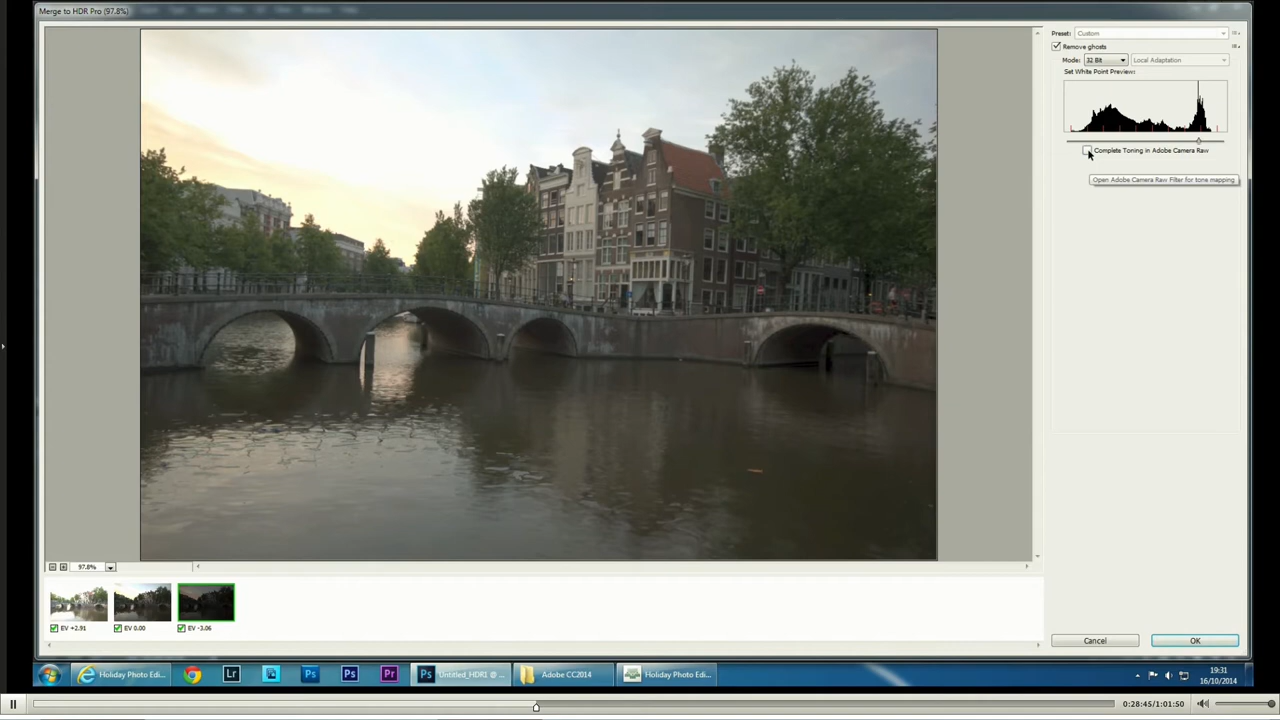 Merge to HDR Pro (97.8%)
Preset: Custom
Remove ghosts
Mode: 32 Bit Local Adaptation
Set White Point Preview:
Complete Toning in Adobe Camera Raw
Open Adobe Camera Raw Filter for tone mapping
97.8%
EV +2.91 EV 0.00 EV -3.06
Cancel OK
Holiday Photo Edi... Lr Ps Ps Pr Ps Untitled_HDR1 @ ... Adobe CC2014 Holiday Photo Edi...
19:31
16/10/2014
0:28:45/1:01:50